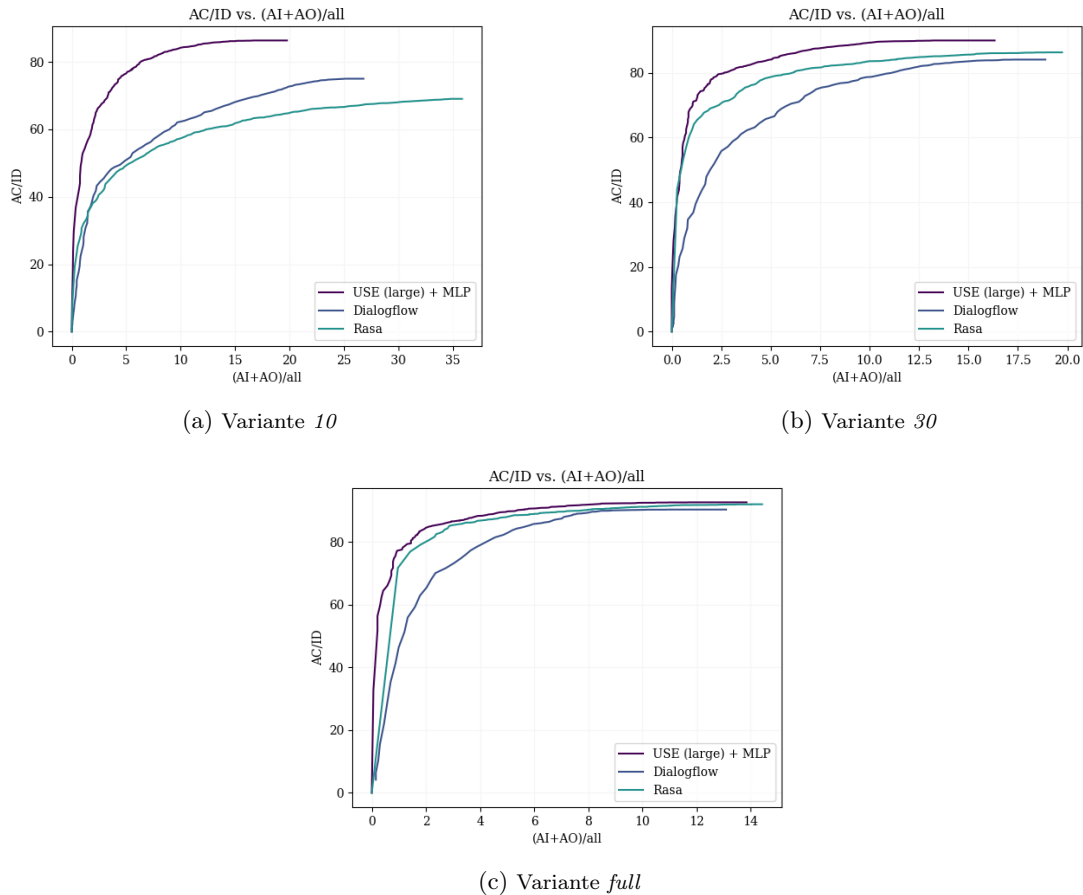 AC/ID vs. (AI+AO)/all
AC/ID
80
60
40
20
0
0 5 10 15 20 25 30 35
(AI+AO)/all
USE (large) + MLP
Dialogflow
Rasa
(a) Variante 10
AC/ID vs. (AI+AO)/all
AC/ID
80
60
40
20
0
0.0 2.5 5.0 7.5 10.0 12.5 15.0 17.5 20.0
(AI+AO)/all
USE (large) + MLP
Dialogflow
Rasa
(b) Variante 30
AC/ID vs. (AI+AO)/all
AC/ID
80
60
40
20
0
0 2 4 6 8 10 12 14
(AI+AO)/all
USE (large) + MLP
Dialogflow
Rasa
(c) Variante full